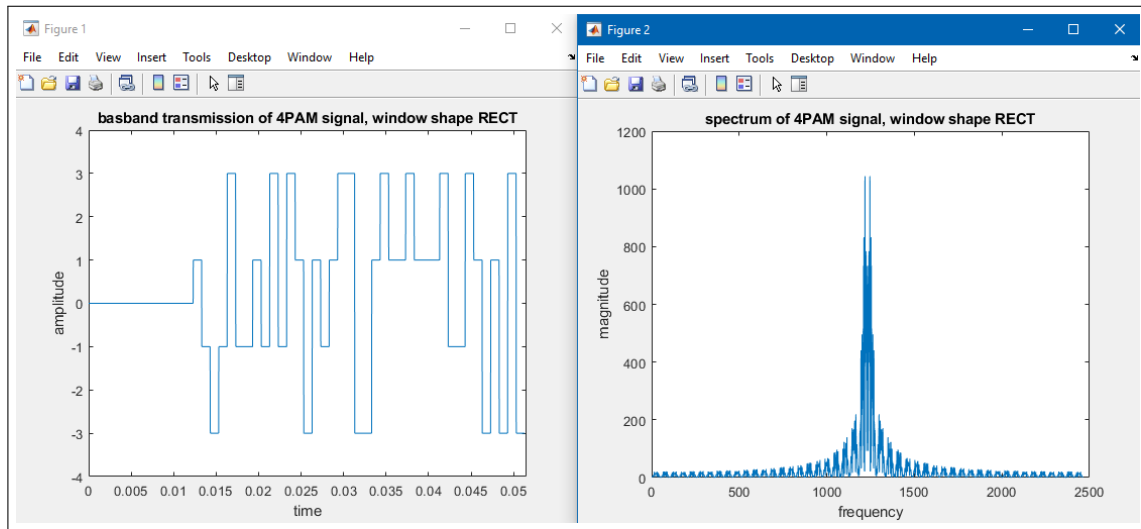 Figure 1
File Edit View Insert Tools Desktop Window Help
basband transmission of 4PAM signal, window shape RECT
4
3
2
1
0
-1
-2
-3
-4
amplitude
0 0.005 0.01 0.015 0.02 0.025 0.03 0.035 0.04 0.045 0.05
time
Figure 2
File Edit View Insert Tools Desktop Window Help
spectrum of 4PAM signal, window shape RECT
1200
1000
800
600
400
200
0
magnitude
0 500 1000 1500 2000 2500
frequency